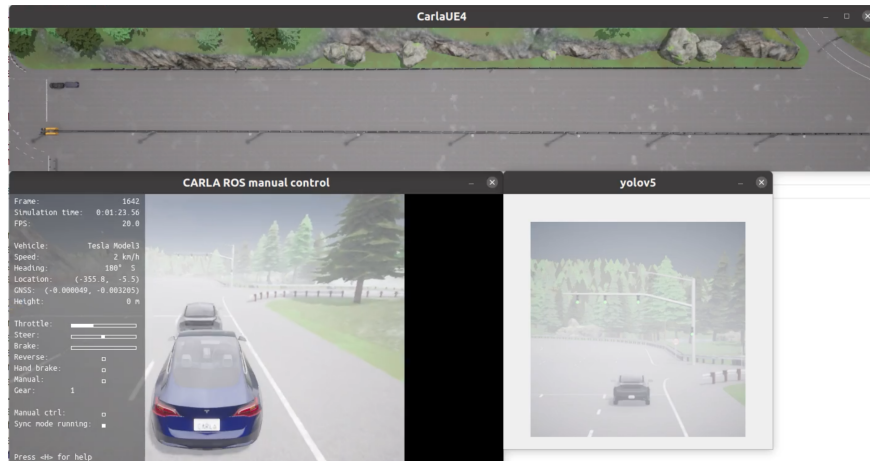 CarlaUE4
CARLA ROS manual control
Frame: 1642
Simulation time: 0:01:23.56
FPS: 20.0
Vehicle: Tesla Model3
Speed: 2 km/h
Heading: 180° S
Location: (-355.8, -5.5)
GNSS: (-0.000049, -0.003205)
Height: 0 m
Throttle:
Steer:
Brake:
Reverse:
Hand brake:
Manual:
Gear: 1
Manual ctrl:
Sync mode running:
Press <H> for help
yolov5